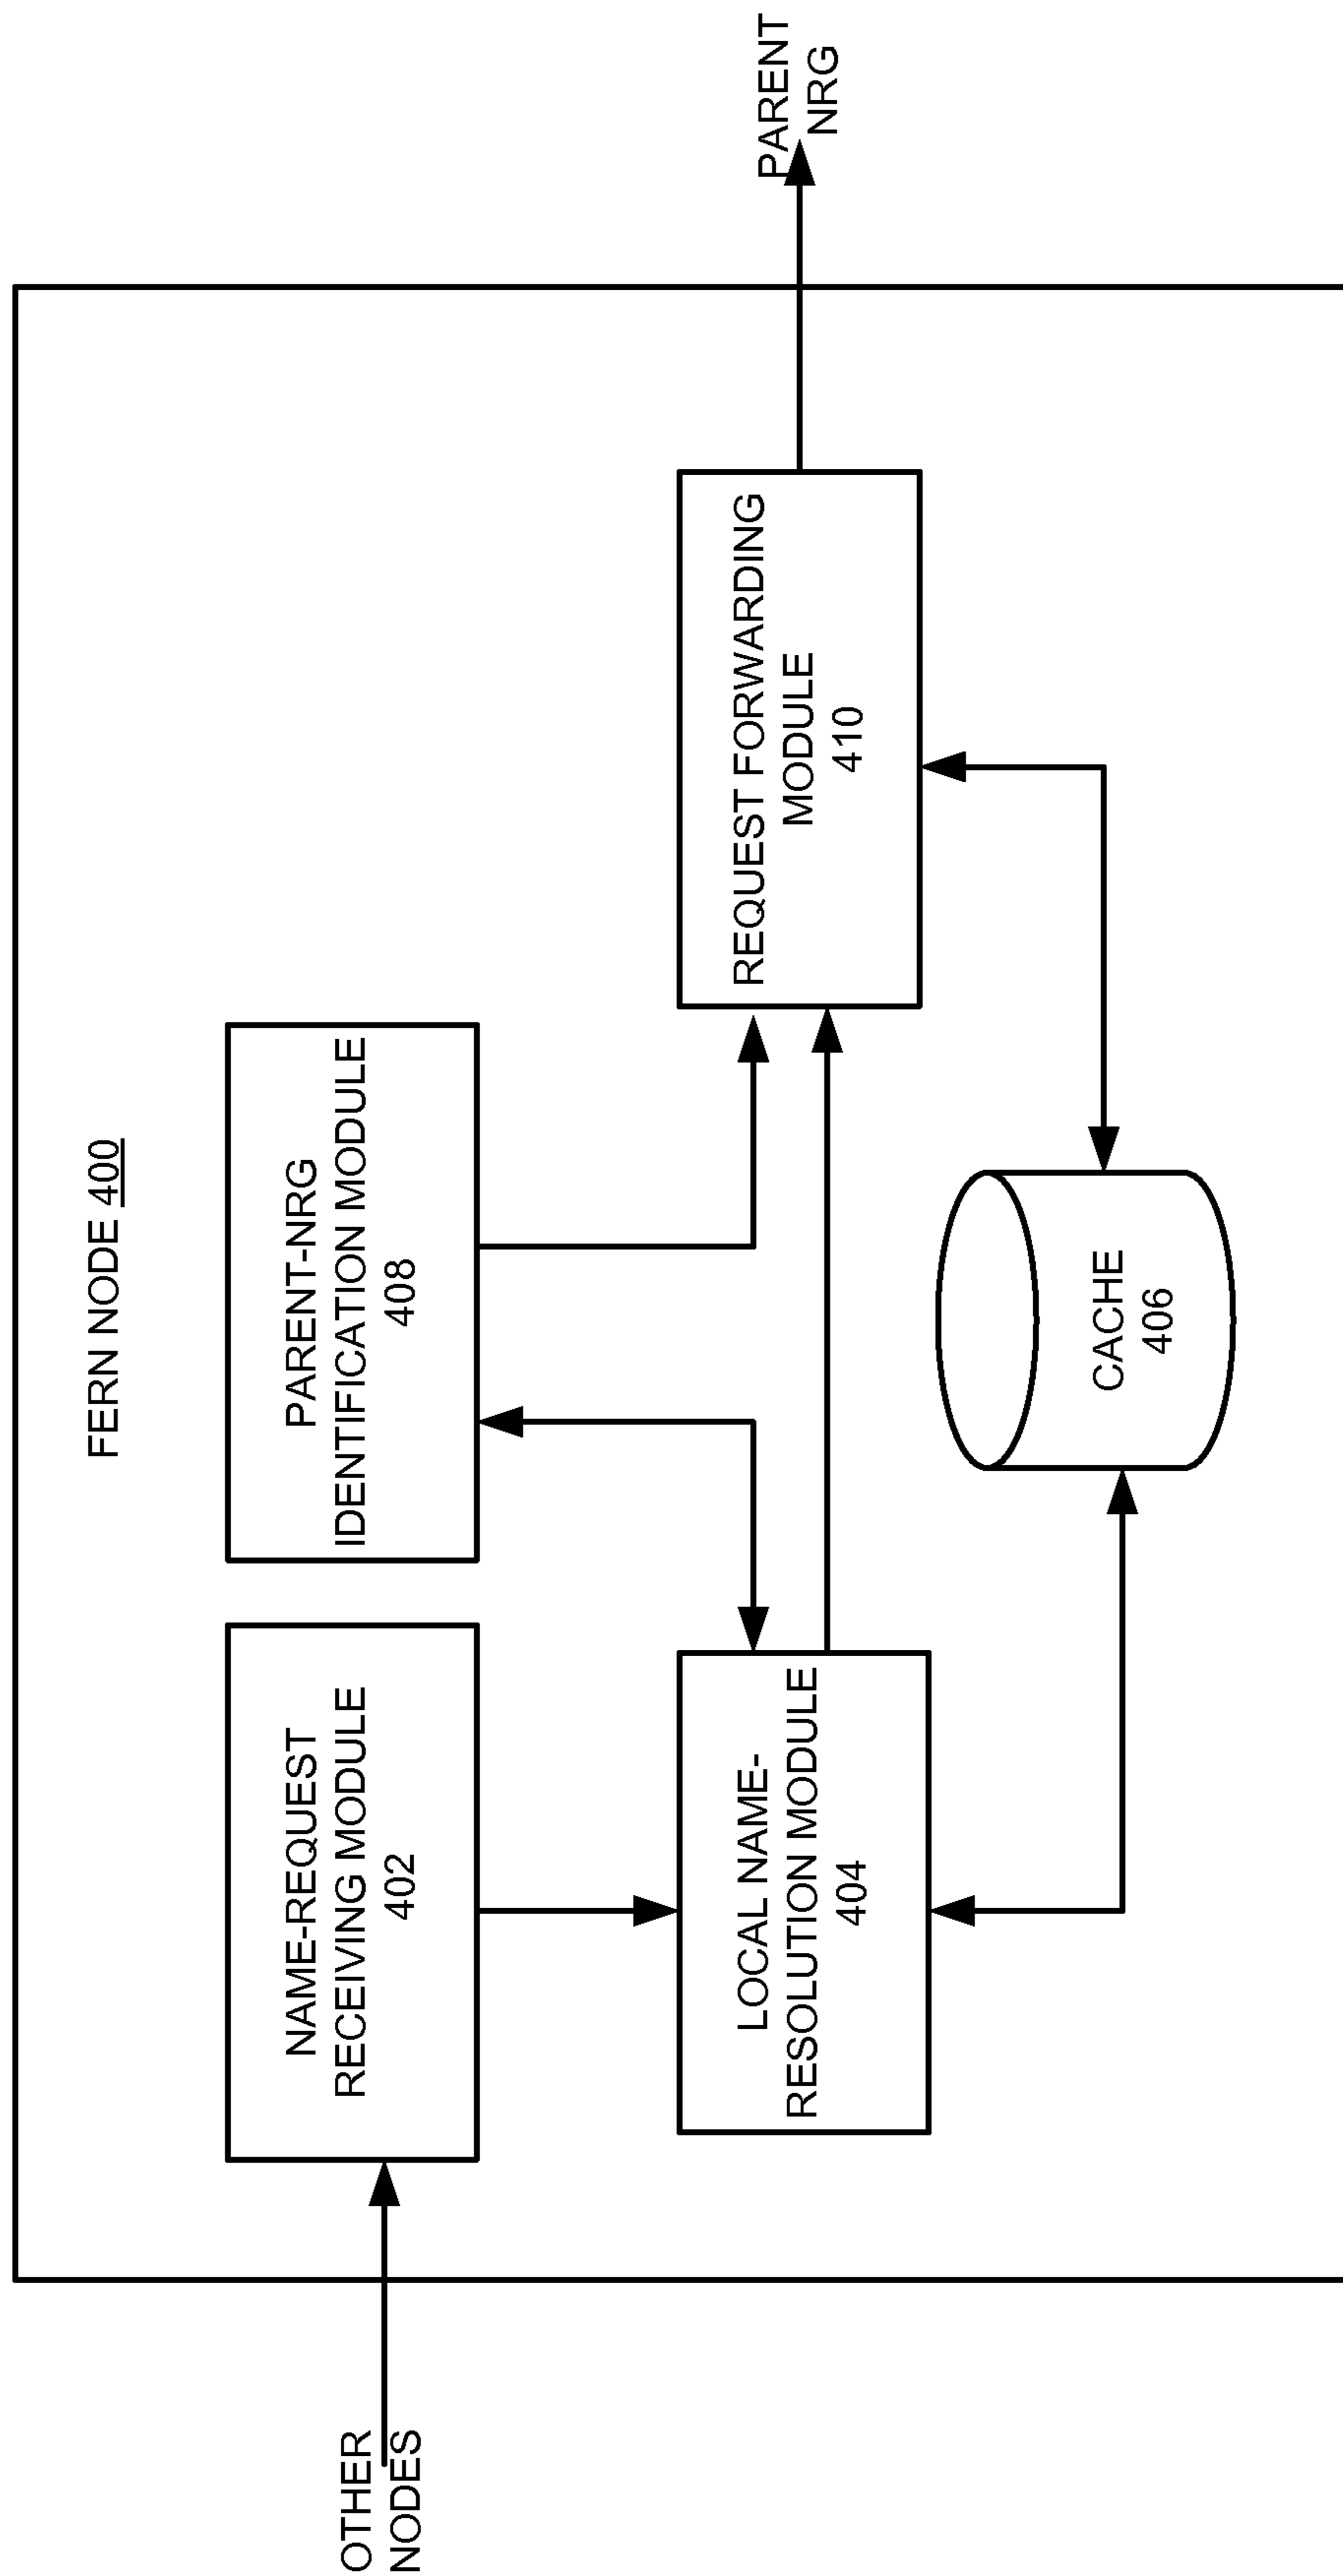 FERN NODE 400
OTHER
NODES
NAME-REQUEST
RECEIVING MODULE
402
PARENT-NRG
IDENTIFICATION MODULE
408
LOCAL NAME-
RESOLUTION MODULE
404
REQUEST FORWARDING
MODULE
410
PARENT
NRG
CACHE
406